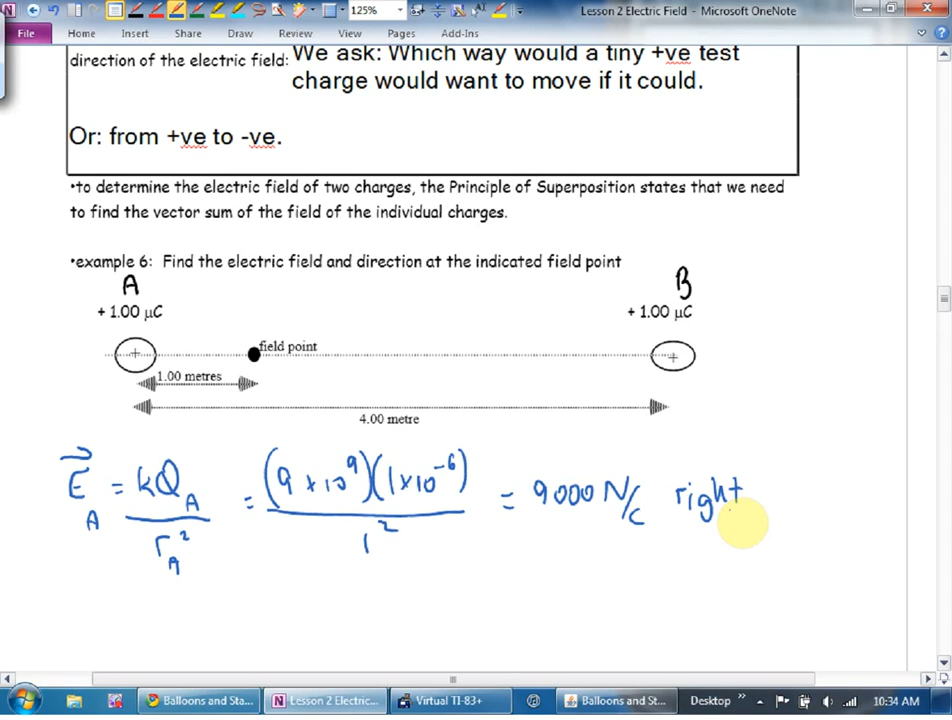 125%
Lesson 2 Electric Field - Microsoft OneNote
File Home Insert Share Draw Review View Pages Add-Ins
direction of the electric field: We ask: Which way would a tiny +ve test
charge would want to move if it could.
Or: from +ve to -ve.
•to determine the electric field of two charges, the Principle of Superposition states that we need
to find the vector sum of the field of the individual charges.
•example 6: Find the electric field and direction at the indicated field point
A B
+ 1.00 μC + 1.00 μC
field point
+ +
1.00 metres
4.00 metre
E⃗_A = kQ_A / r_A² = (9 × 10⁹)(1×10⁻⁶) / 1² = 9000 N/C right
Balloons and Sta... Lesson 2 Electric... Virtual TI-83+ Balloons and St... Desktop » 10:34 AM